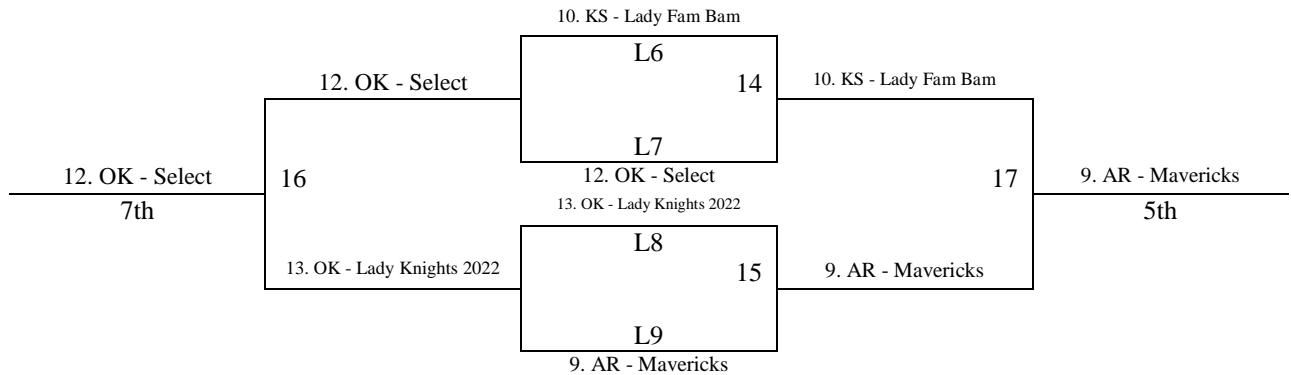 10. KS - Lady Fam Bam
L6
12. OK - Select
14
10. KS - Lady Fam Bam
L7
12. OK - Select
16
12. OK - Select
17
9. AR - Mavericks
7th
13. OK - Lady Knights 2022
5th
L8
13. OK - Lady Knights 2022
15
9. AR - Mavericks
L9
9. AR - Mavericks